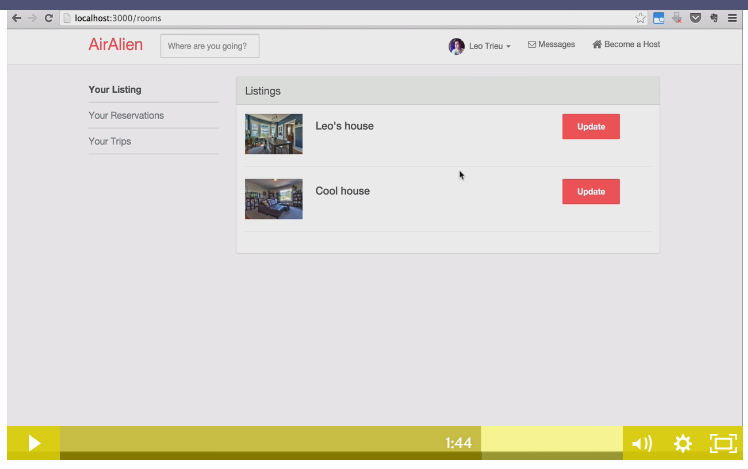 localhost:3000/rooms
AirAlien
Where are you going?
Leo Trieu
Messages
Become a Host
Your Listing
Your Reservations
Your Trips
Listings
Leo's house
Update
Cool house
Update
1:44